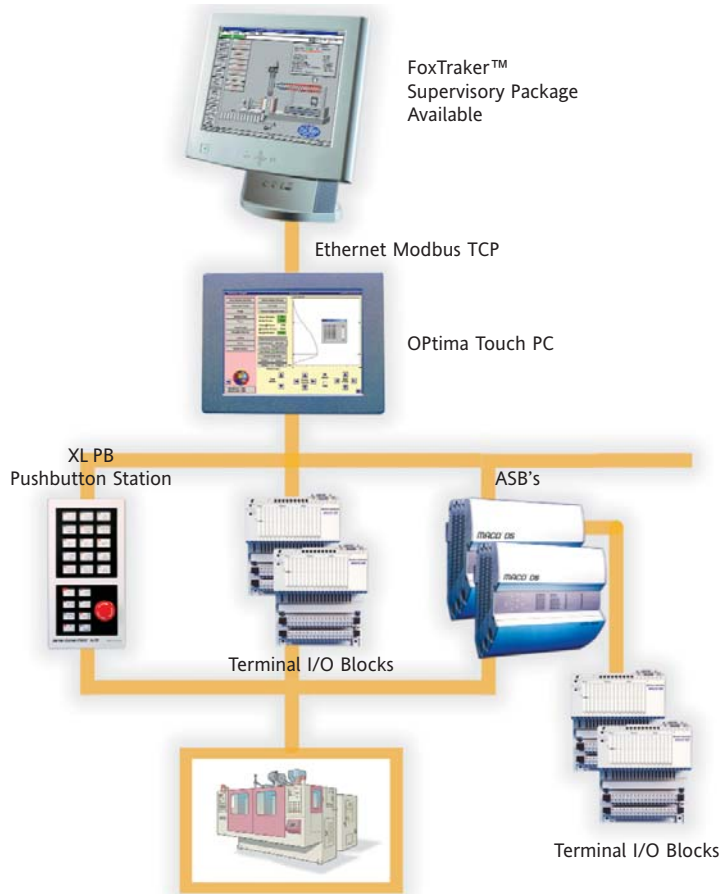 FoxTraker™
Supervisory Package
Available
Ethernet Modbus TCP
OPtima Touch PC
XL PB
Pushbutton Station
ASB's
MACO DS
MACO DS
Terminal I/O Blocks
Terminal I/O Blocks